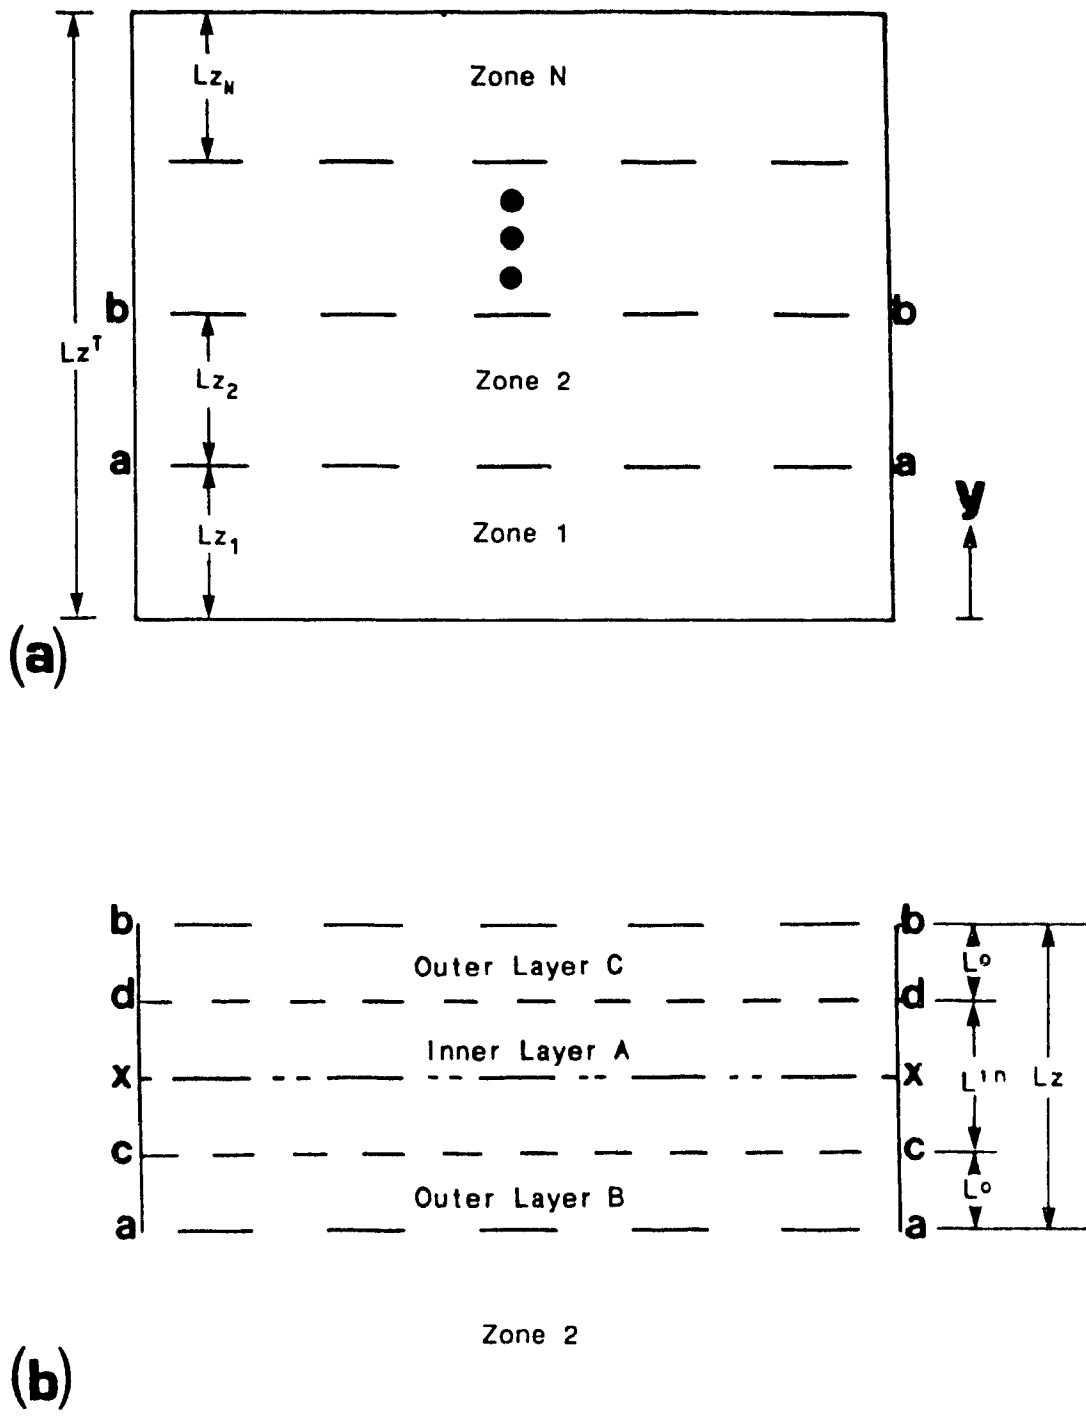 Lz_N Zone N
b b
Lz^T
Lz_2 Zone 2
a a
y
Lz_1 Zone 1
(a)
b b
Outer Layer C L^o
d d
Inner Layer A
x x L^in Lz
c c
Outer Layer B L^o
a a
Zone 2
(b)